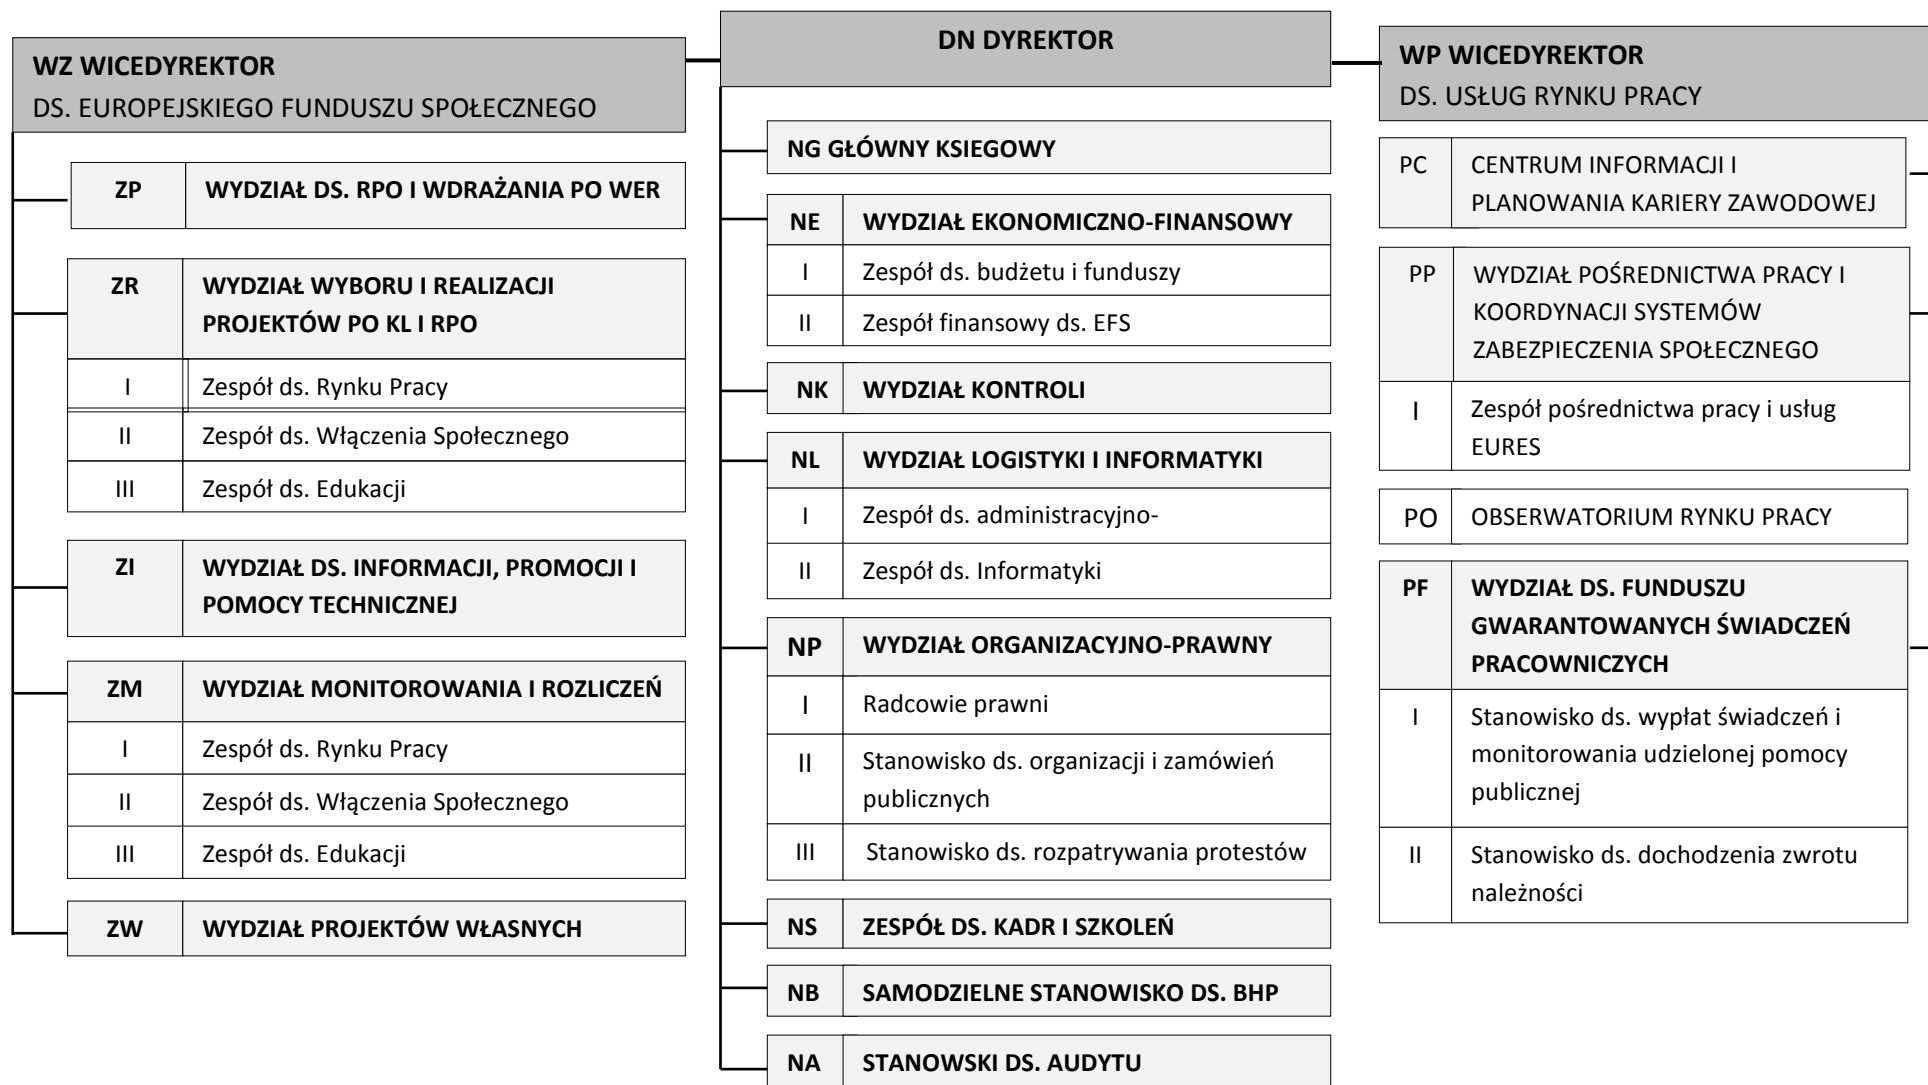 WZ WICEDYREKTOR
DS. EUROPEJSKIEGO FUNDUSZU SPOŁECZNEGO
ZP WYDZIAŁ DS. RPO I WDRAŻANIA PO WER
ZR WYDZIAŁ WYBORU I REALIZACJI
PROJEKTÓW PO KL I RPO
I Zespół ds. Rynku Pracy
II Zespół ds. Włączenia Społecznego
III Zespół ds. Edukacji
ZI WYDZIAŁ DS. INFORMACJI, PROMOCJI I
POMOCY TECHNICZNEJ
ZM WYDZIAŁ MONITOROWANIA I ROZLICZEŃ
I Zespół ds. Rynku Pracy
II Zespół ds. Włączenia Społecznego
III Zespół ds. Edukacji
ZW WYDZIAŁ PROJEKTÓW WŁASNYCH
DN DYREKTOR
NG GŁÓWNY KSIEGOWY
NE WYDZIAŁ EKONOMICZNO-FINANSOWY
I Zespół ds. budżetu i funduszy
II Zespół finansowy ds. EFS
NK WYDZIAŁ KONTROLI
NL WYDZIAŁ LOGISTYKI I INFORMATYKI
I Zespół ds. administracyjno-
II Zespół ds. Informatyki
NP WYDZIAŁ ORGANIZACYJNO-PRAWNY
I Radcowie prawni
II Stanowisko ds. organizacji i zamówień
publicznych
III Stanowisko ds. rozpatrywania protestów
NS ZESPÓŁ DS. KADR I SZKOLEŃ
NB SAMODZIELNE STANOWISKO DS. BHP
NA STANOWSKI DS. AUDYTU
WP WICEDYREKTOR
DS. USŁUG RYNKU PRACY
PC CENTRUM INFORMACJI I
PLANOWANIA KARIERY ZAWODOWEJ
PP WYDZIAŁ POŚREDNICTWA PRACY I
KOORDYNACJI SYSTEMÓW
ZABEZPIECZENIA SPOŁECZNEGO
I Zespół pośrednictwa pracy i usług
EURES
PO OBSERWATORIUM RYNKU PRACY
PF WYDZIAŁ DS. FUNDUSZU
GWARANTOWANYCH ŚWIADCZEŃ
PRACOWNICZYCH
I Stanowisko ds. wypłat świadczeń i
monitorowania udzielonej pomocy
publicznej
II Stanowisko ds. dochodzenia zwrotu
należności